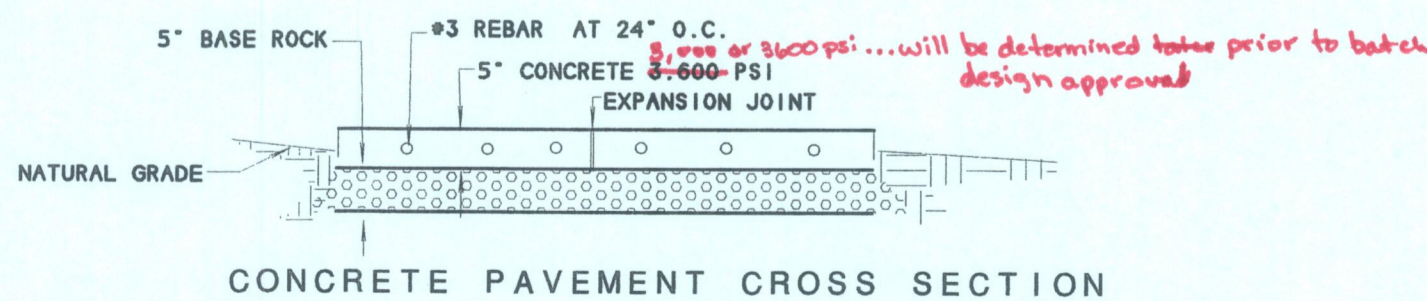 #3 REBAR AT 24" O.C.
5" BASE ROCK
3,000 or 3600 psi...will be determined prior to batch
design approval
5" CONCRETE 3.600 PSI
EXPANSION JOINT
NATURAL GRADE
CONCRETE PAVEMENT CROSS SECTION